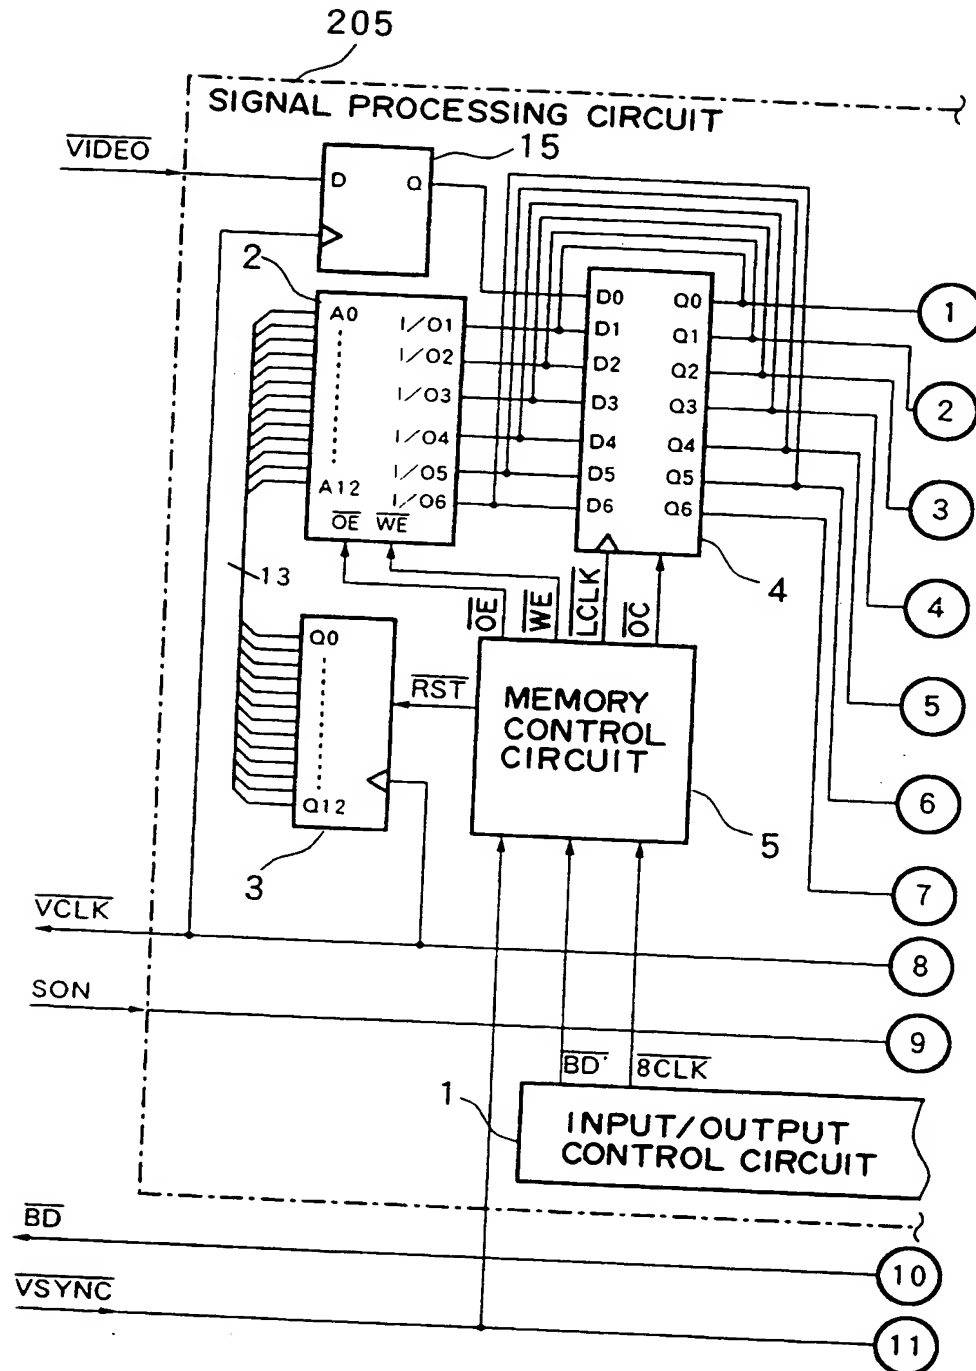 205
SIGNAL PROCESSING CIRCUIT
VIDEO
15
D Q
2
A0
A12
I/O1
I/O2
I/O3
I/O4
I/O5
I/O6
OE WE
D0 Q0
D1 Q1
D2 Q2
D3 Q3
D4 Q4
D5 Q5
D6 Q6
4
1
2
3
4
5
6
7
8
9
10
11
13
OE
WE
LCLK
OC
Q0
Q12
3
RST
MEMORY
CONTROL
CIRCUIT
5
VCLK
SON
BD'
8CLK
1
INPUT/OUTPUT
CONTROL CIRCUIT
BD
VSYNC